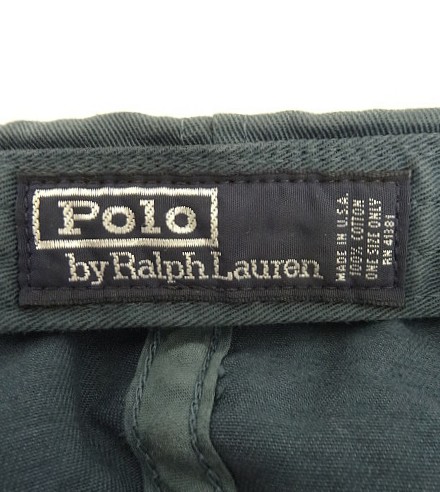 Polo
by Ralph Lauren
MADE IN U.S.A.
100% COTTON
ONE SIZE ONLY
RN 41381